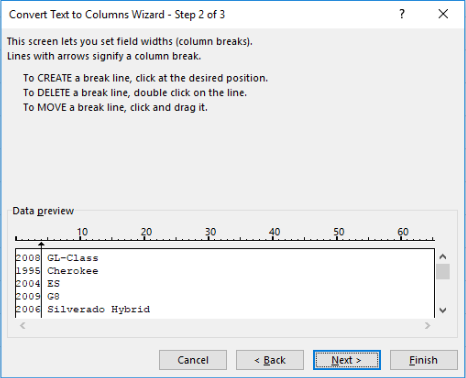 Convert Text to Columns Wizard - Step 2 of 3
? ×
This screen lets you set field widths (column breaks).
Lines with arrows signify a column break.
To CREATE a break line, click at the desired position.
To DELETE a break line, double click on the line.
To MOVE a break line, click and drag it.
Data preview
10 20 30 40 50 60
2008 GL-Class
1995 Cherokee
2004 ES
2009 G8
2006 Silverado Hybrid
Cancel < Back Next > Finish